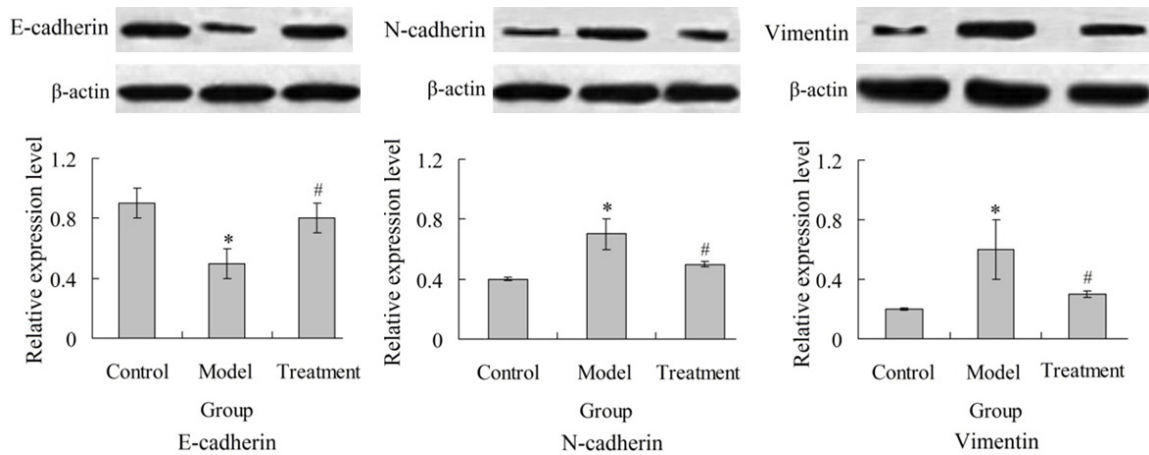 E-cadherin
β-actin
Relative expression level
1.2
0.8
0.4
0
*
#
Control Model Treatment
Group
E-cadherin
N-cadherin
β-actin
Relative expression level
1.2
0.8
0.4
0
*
#
Control Model Treatment
Group
N-cadherin
Vimentin
β-actin
Relative expression level
1.2
0.8
0.4
0
*
#
Control Model Treatment
Group
Vimentin